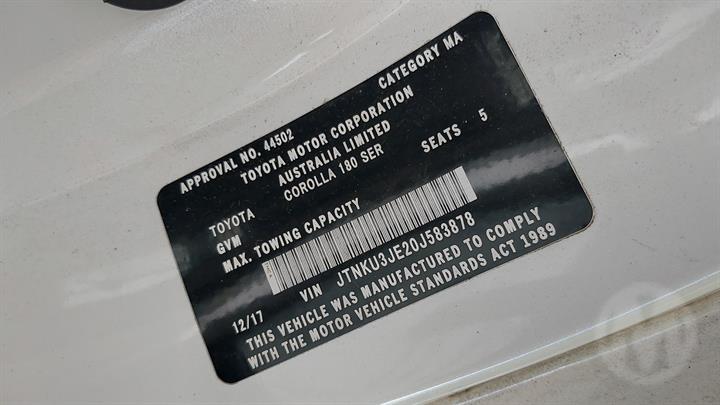 APPROVAL NO. 44502 CATEGORY MA
TOYOTA MOTOR CORPORATION
AUSTRALIA LIMITED
TOYOTA COROLLA 180 SER SEATS 5
GVM
MAX. TOWING CAPACITY
VIN JTNKU3JE20J583878
12/17
THIS VEHICLE WAS MANUFACTURED TO COMPLY
WITH THE MOTOR VEHICLE STANDARDS ACT 1989